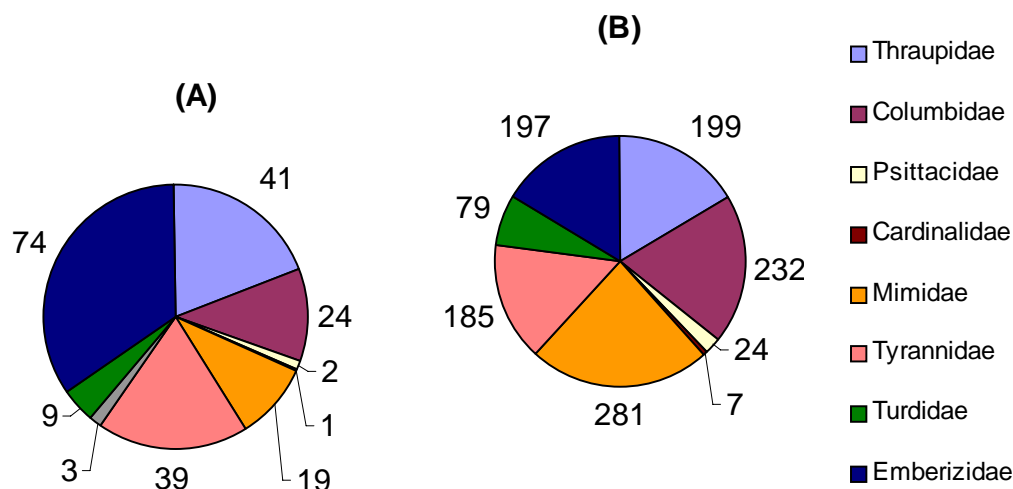 (A)
41
24
2
1
19
39
3
9
74
(B)
199
232
24
7
281
185
79
197
Thraupidae
Columbidae
Psittacidae
Cardinalidae
Mimidae
Tyrannidae
Turdidae
Emberizidae